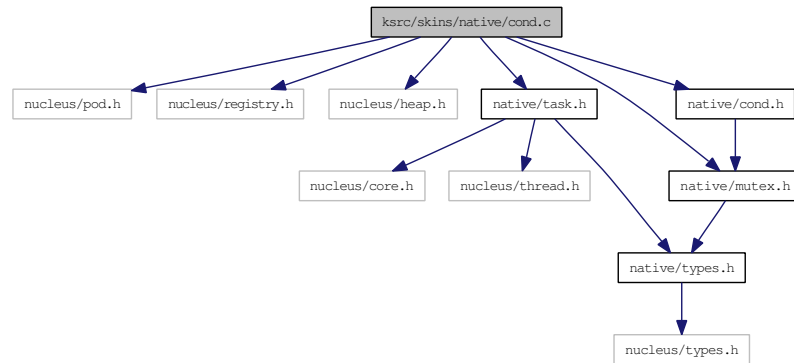 ksrc/skins/native/cond.c
nucleus/pod.h
nucleus/registry.h
nucleus/heap.h
native/task.h
native/cond.h
nucleus/core.h
nucleus/thread.h
native/mutex.h
native/types.h
nucleus/types.h